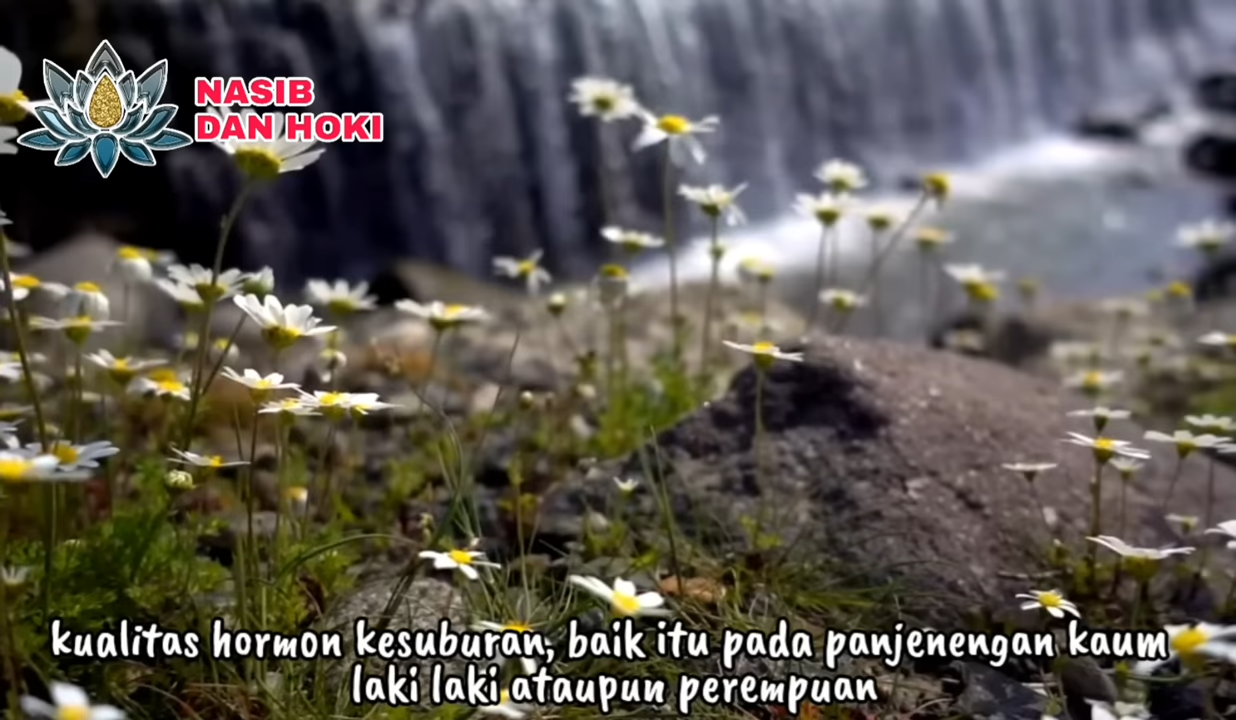 NASIB
DAN HOKI
kualitas hormon kesuburan, baik itu pada panjenengan kaum
laki laki ataupun perempuan